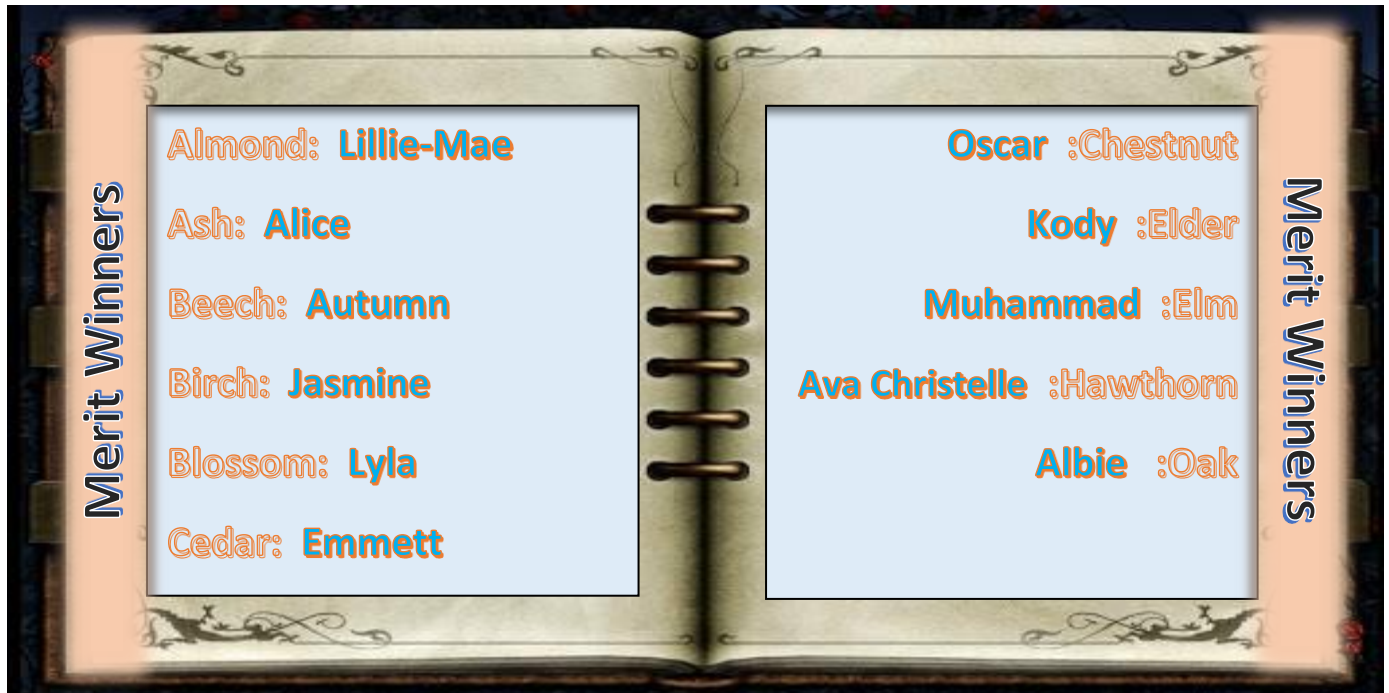 Merit Winners
Almond: Lillie-Mae
Ash: Alice
Beech: Autumn
Birch: Jasmine
Blossom: Lyla
Cedar: Emmett
Oscar :Chestnut
Kody :Elder
Muhammad :Elm
Ava Christelle :Hawthorn
Albie :Oak
Merit Winners